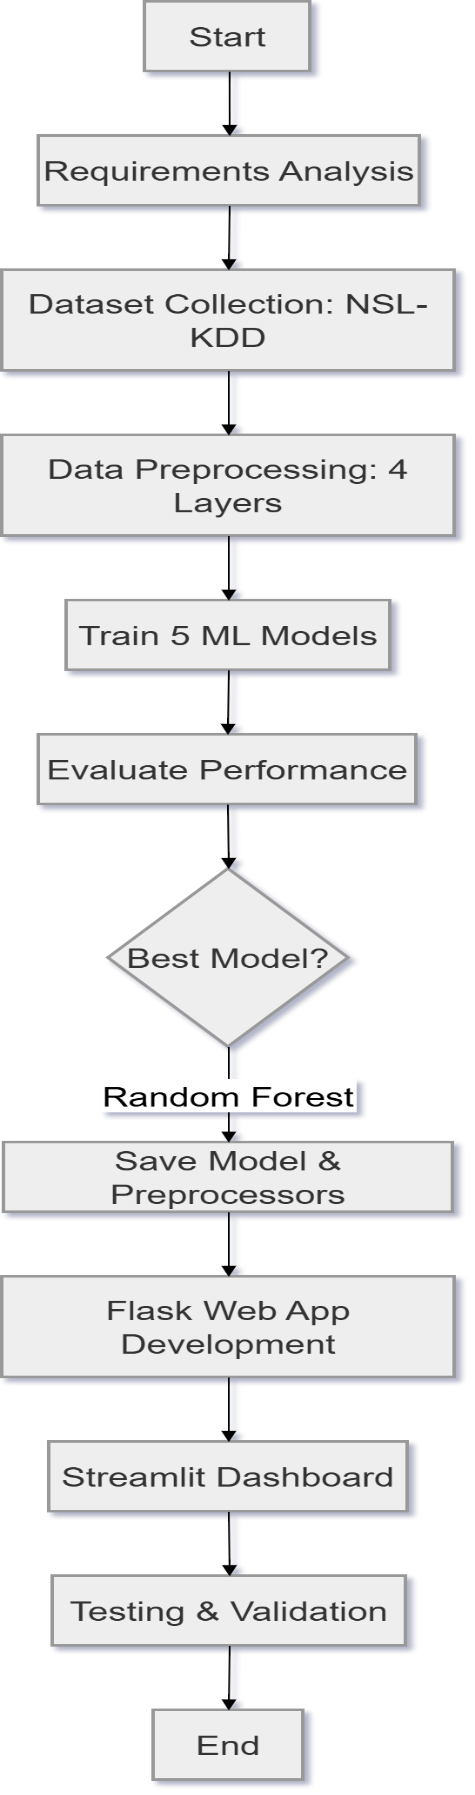 Start
Requirements Analysis
Dataset Collection: NSL-
KDD
Data Preprocessing: 4
Layers
Train 5 ML Models
Evaluate Performance
Best Model?
Random Forest
Save Model &
Preprocessors
Flask Web App
Development
Streamlit Dashboard
Testing & Validation
End